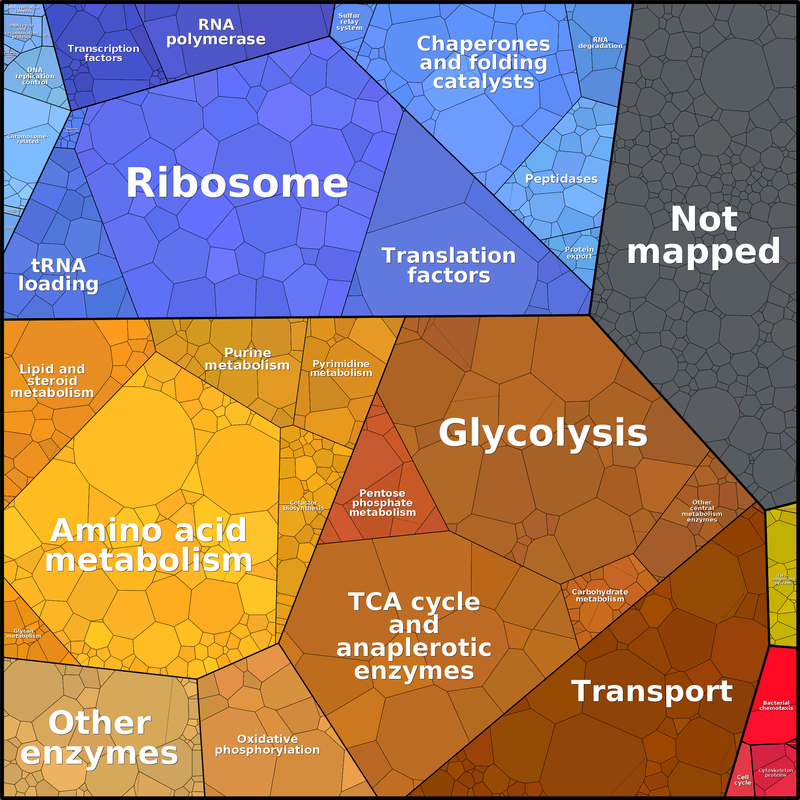 Sulfur
relay
system
RNA
polymerase
Transcription
factors
Chaperones
and folding
catalysts
RNA
degradation
DNA
replication
control
Chromosome-
related
Ribosome
Peptidases
Not
mapped
tRNA
loading
Translation
factors
Protein
export
Lipid and
steroid
metabolism
Purine
metabolism
Pyrimidine
metabolism
Glycolysis
Pentose
phosphate
metabolism
Cofactor
biosynthesis
Other
central
metabolism
enzymes
Amino acid
metabolism
TCA cycle
and
anaplerotic
enzymes
Carbohydrate
metabolism
Glycan
metabolism
Transport
Other
enzymes
Oxidative
phosphorylation
Bacterial
chemotaxis
Cell
cycle
Cytoskeleton
proteins